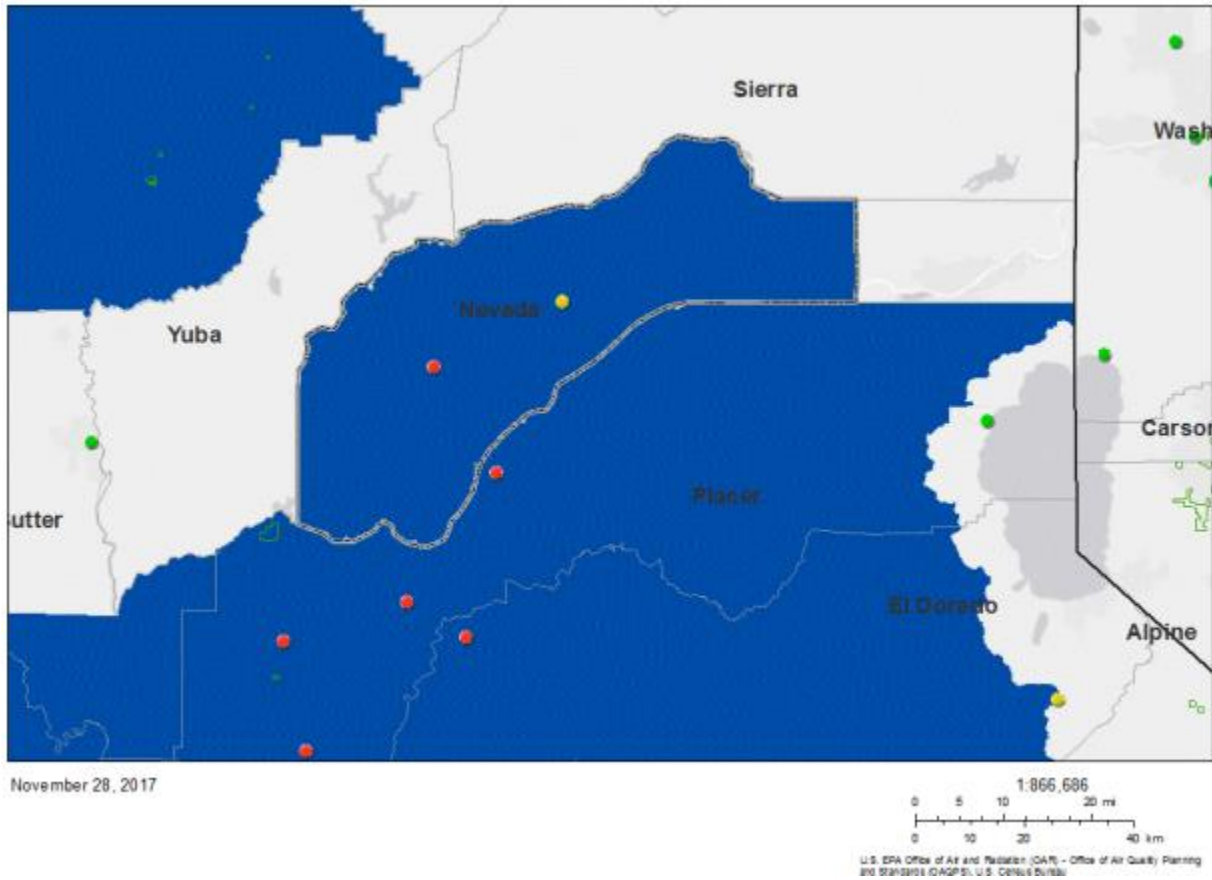 Sierra
Wash
Nevada
Yuba
Carson
Placer
utter
El Dorado
Alpine
November 28, 2017
1:866,686
0 5 10 20 mi
0 10 20 40 km
U.S. EPA Office of Air and Radiation (OAR) - Office of Air Quality Planning
and Standards (OAQPS), U.S. Census Bureau